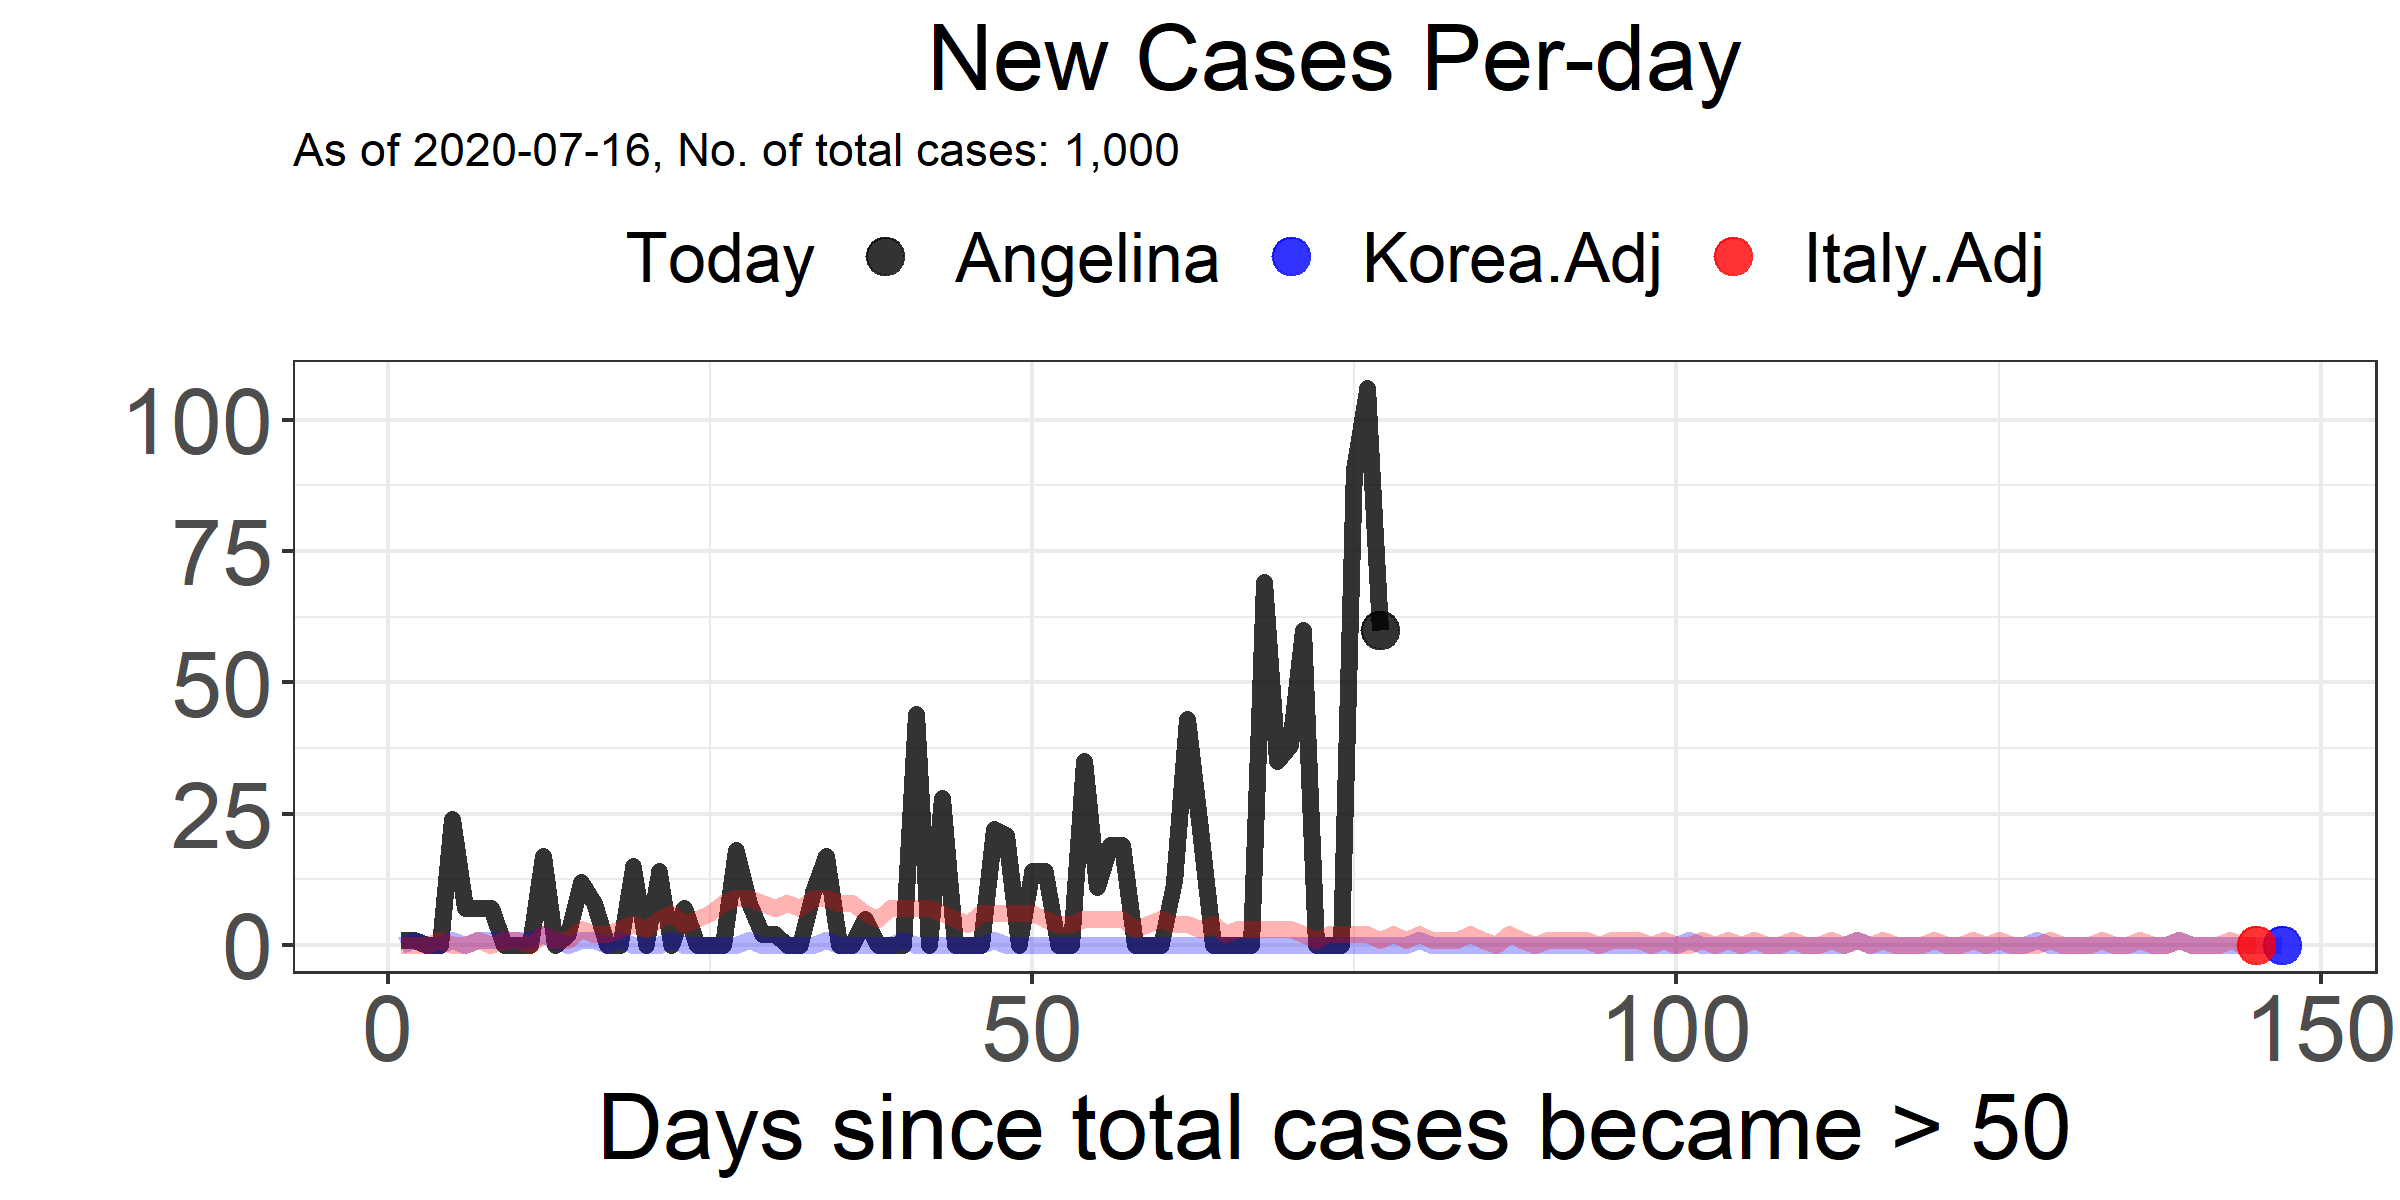 New Cases Per-day
As of 2020-07-16, No. of total cases: 1,000
Today Angelina Korea.Adj Italy.Adj
100
75
50
25
0
0 50 100 150
Days since total cases became > 50